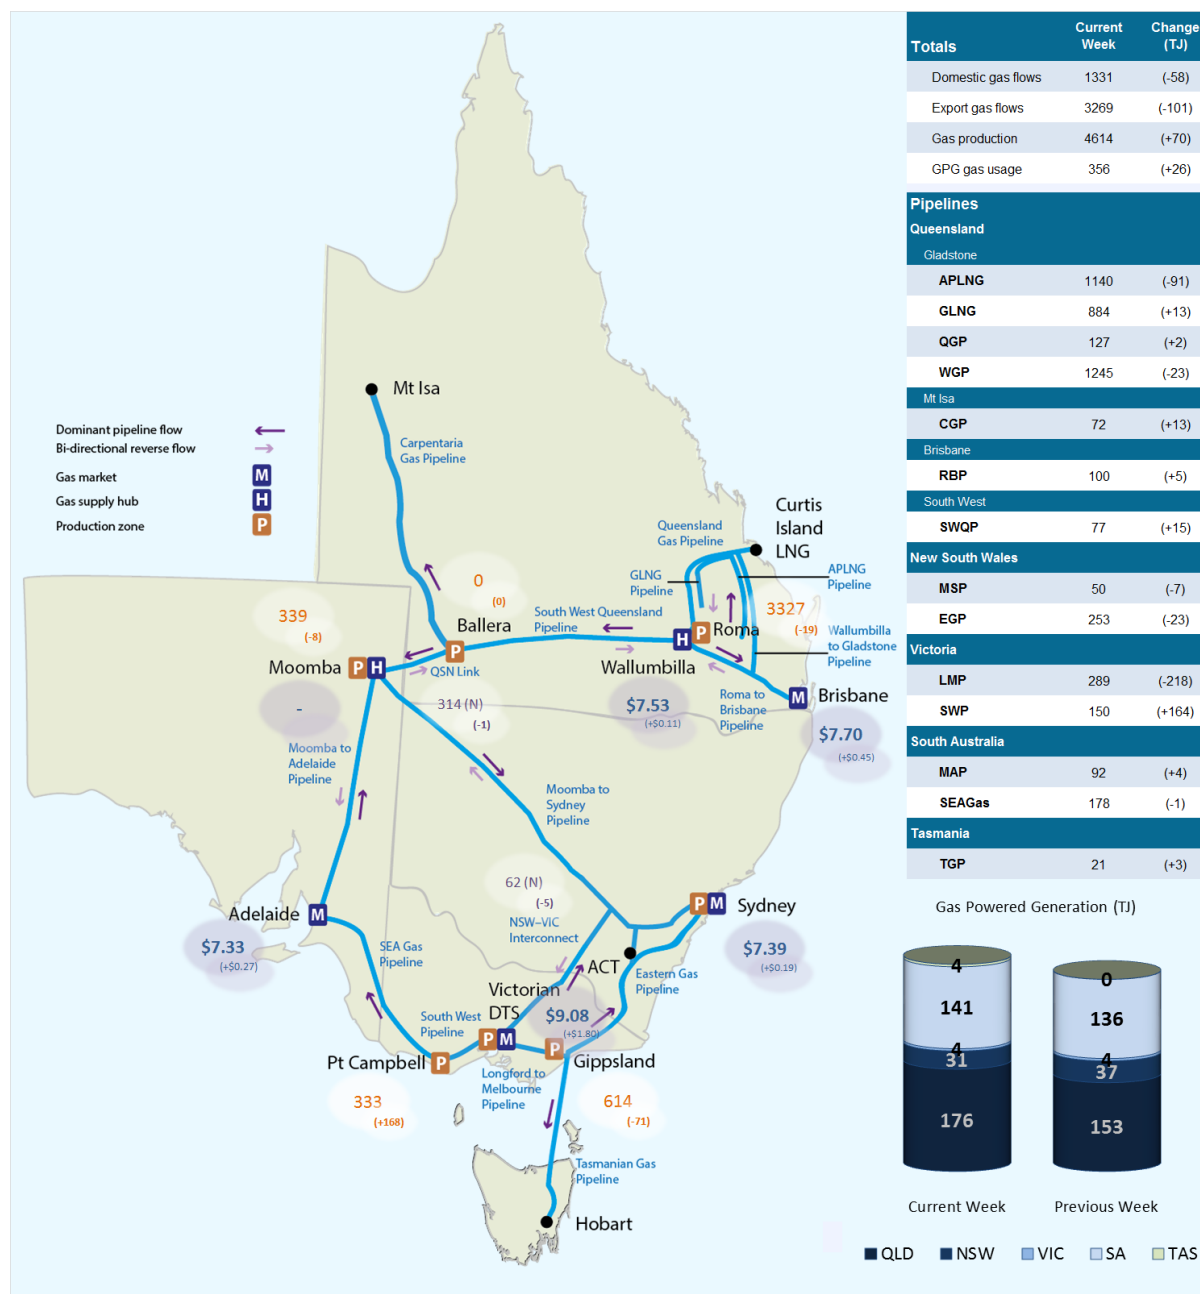 Mt Isa
Dominant pipeline flow
Bi-directional reverse flow
Gas market
M
Gas supply hub
H
Production zone
P
Carpentaria
Gas Pipeline
Curtis
Island
LNG
Queensland
Gas Pipeline
GLNG
Pipeline
APLNG
Pipeline
0
(0)
339
(-8)
Ballera
P
South West Queensland
Pipeline
3327
(-19)
H
P
Roma
Wallumbilla
to Gladstone
Pipeline
Moomba
P
H
QSN Link
Wallumbilla
-
314 (N)
(-1)
$7.53
(+$0.11)
Roma to
Brisbane
Pipeline
M
Brisbane
$7.70
(+$0.45)
Moomba to
Adelaide
Pipeline
Moomba to
Sydney
Pipeline
62 (N)
(-5)
NSW–VIC
Interconnect
Adelaide
M
$7.33
(+$0.27)
P
M
Sydney
$7.39
(+$0.19)
SEA Gas
Pipeline
ACT
Eastern Gas
Pipeline
Victorian
DTS
$9.08
(+$1.80)
South West
Pipeline
P
M
P
Pt Campbell
P
Gippsland
Longford to
Melbourne
Pipeline
333
(+168)
614
(-71)
Tasmanian Gas
Pipeline
Hobart
Totals
Current
Week
Change
(TJ)
Domestic gas flows 1331 (-58)
Export gas flows 3269 (-101)
Gas production 4614 (+70)
GPG gas usage 356 (+26)
Pipelines
Queensland
Gladstone
APLNG 1140 (-91)
GLNG 884 (+13)
QGP 127 (+2)
WGP 1245 (-23)
Mt Isa
CGP 72 (+13)
Brisbane
RBP 100 (+5)
South West
SWQP 77 (+15)
New South Wales
MSP 50 (-7)
EGP 253 (-23)
Victoria
LMP 289 (-218)
SWP 150 (+164)
South Australia
MAP 92 (+4)
SEAGas 178 (-1)
Tasmania
TGP 21 (+3)
Gas Powered Generation (TJ)
4
141
4
31
176
0
136
4
37
153
Current Week
Previous Week
QLD
NSW
VIC
SA
TAS